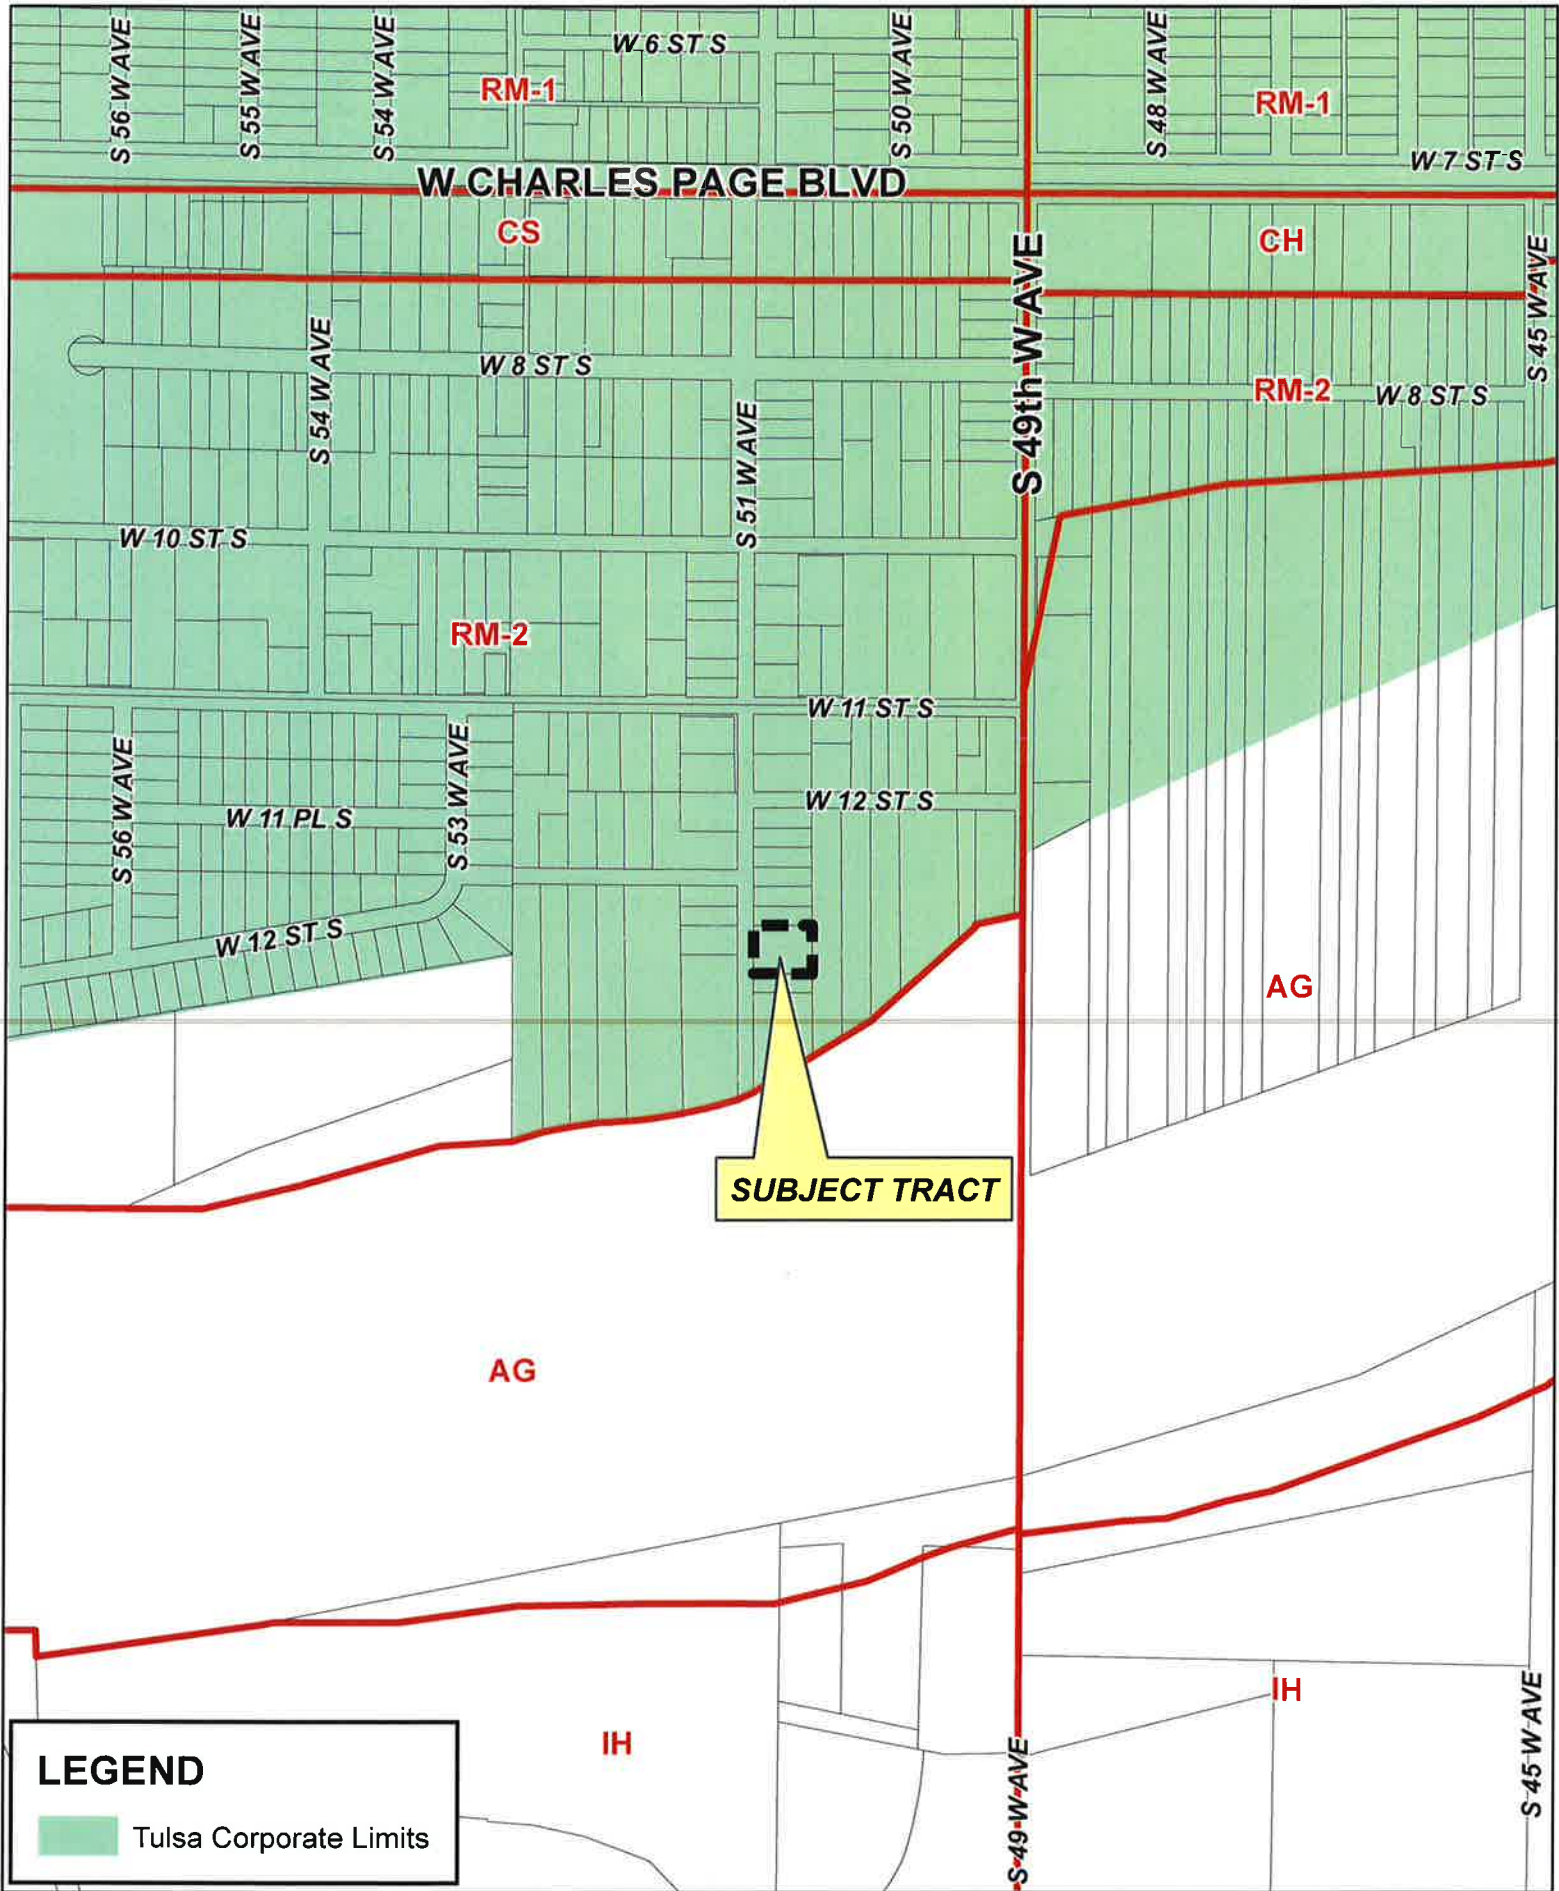 S 56 W AVE
S 55 W AVE
S 54 W AVE
W 6 ST S
RM-1
S 50 W AVE
S 48 W AVE
RM-1
W 7 ST S
W CHARLES PAGE BLVD
CS
CH
S 49th W AVE
S 45 W AVE
S 54 W AVE
W 8 ST S
RM-2
W 8 ST S
S 51 W AVE
W 10 ST S
RM-2
W 11 ST S
S 56 W AVE
S 53 W AVE
W 11 PL S
W 12 ST S
W 12 ST S
AG
SUBJECT TRACT
AG
IH
IH
S 49 W AVE
S 45 W AVE
LEGEND
Tulsa Corporate Limits